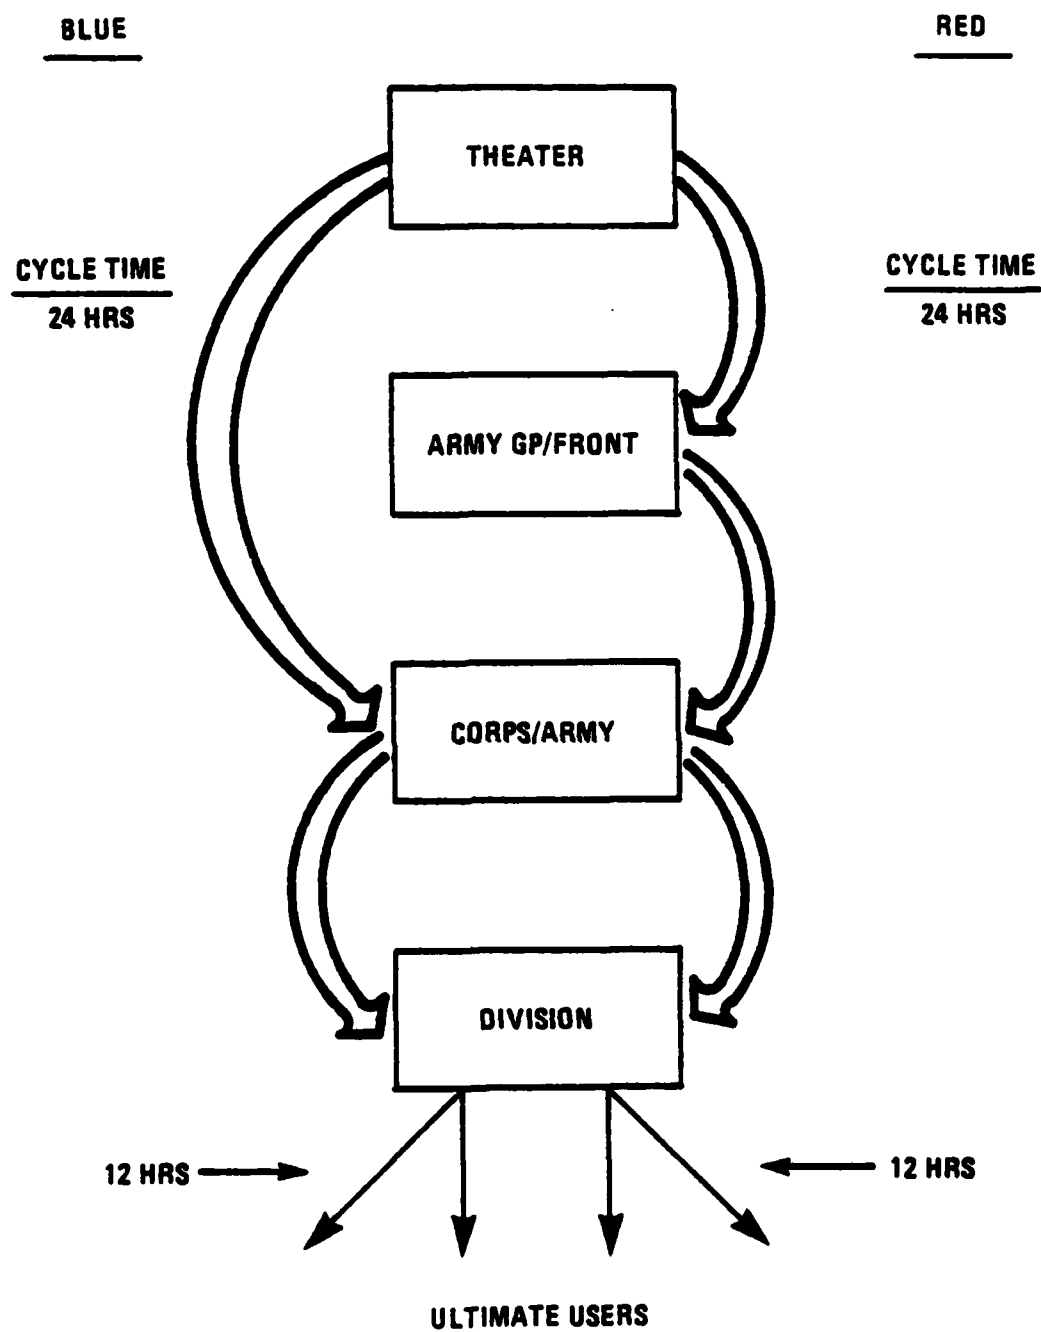 BLUE
RED
THEATER
CYCLE TIME
24 HRS
CYCLE TIME
24 HRS
ARMY GP/FRONT
CORPS/ARMY
DIVISION
12 HRS
12 HRS
ULTIMATE USERS